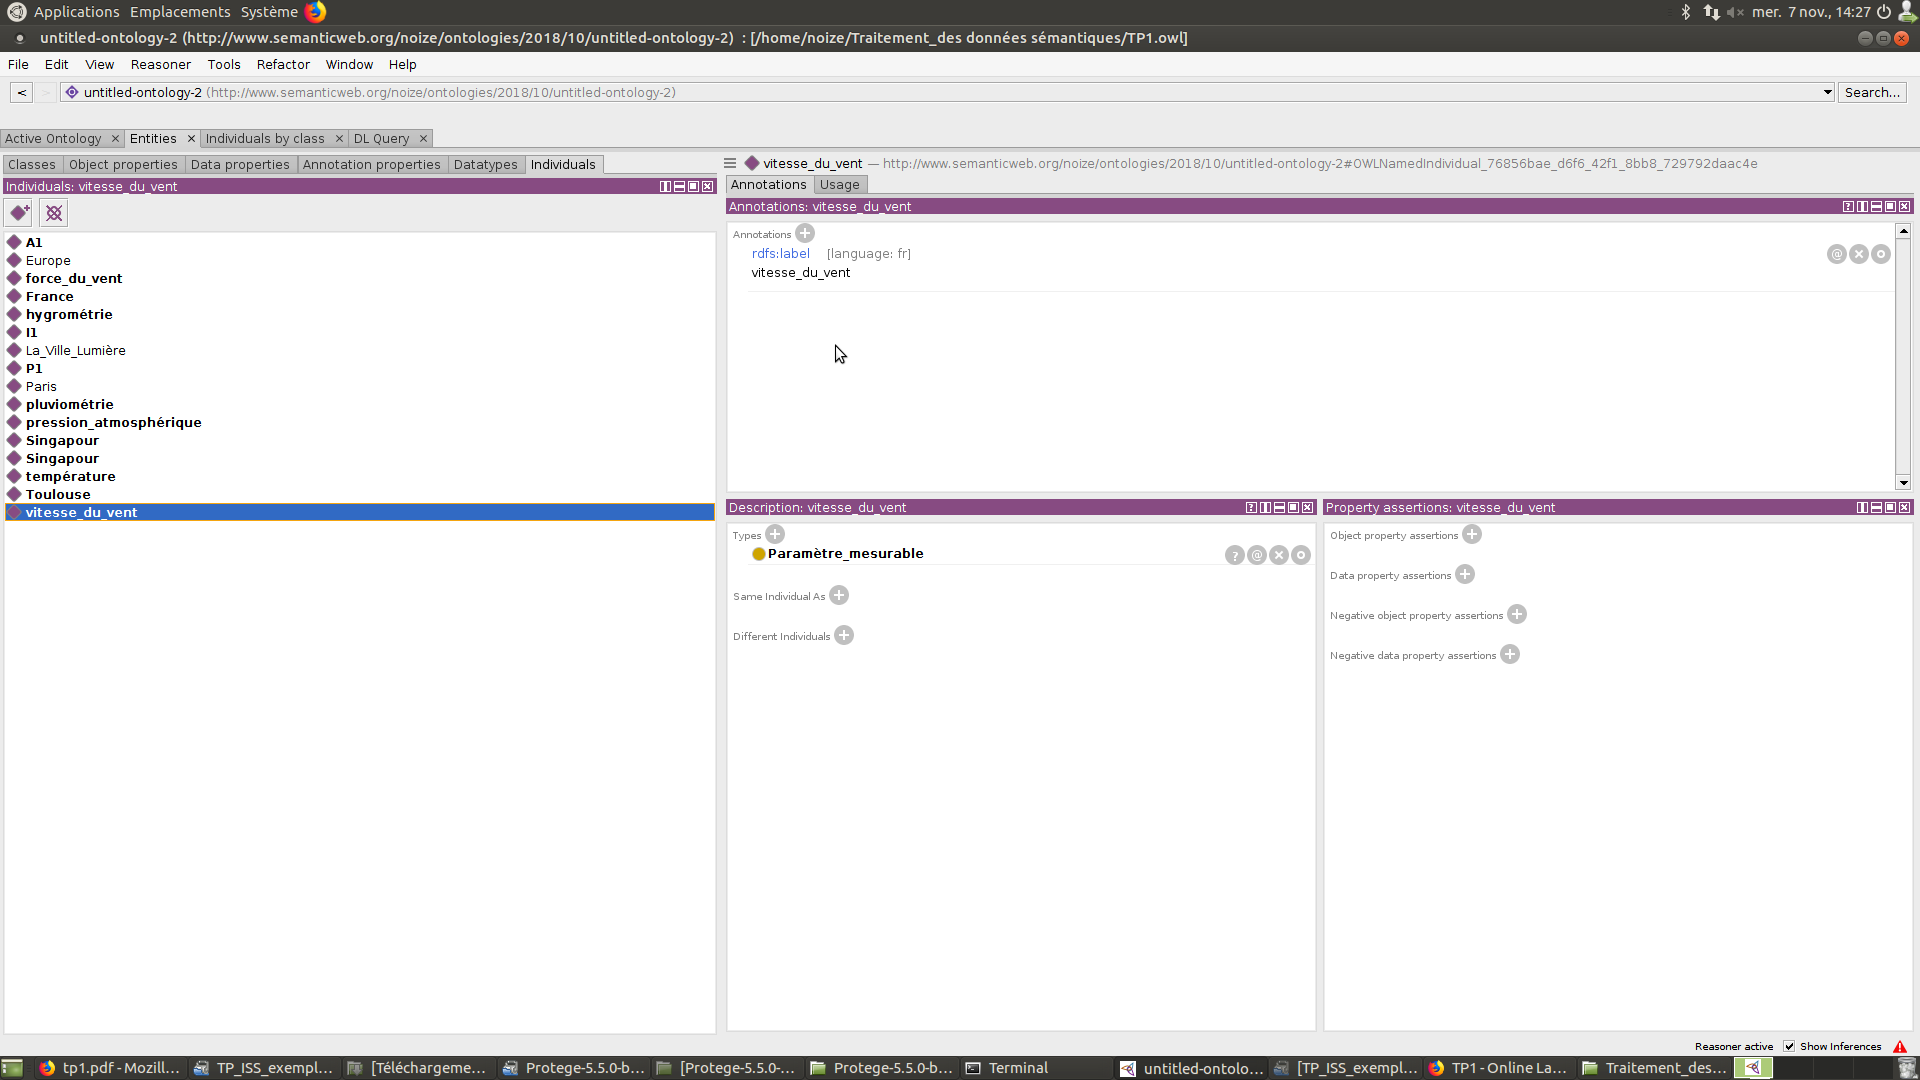 Applications Emplacements Système
mer. 7 nov., 14:27
untitled-ontology-2 (http://www.semanticweb.org/noize/ontologies/2018/10/untitled-ontology-2) : [/home/noize/Traitement_des données sémantiques/TP1.owl]
File Edit View Reasoner Tools Refactor Window Help
< > untitled-ontology-2 (http://www.semanticweb.org/noize/ontologies/2018/10/untitled-ontology-2) Search...
Active Ontology × Entities × Individuals by class × DL Query ×
Classes Object properties Data properties Annotation properties Datatypes Individuals
Individuals: vitesse_du_vent
A1
Europe
force_du_vent
France
hygrométrie
I1
La_Ville_Lumière
P1
Paris
pluviométrie
pression_atmosphérique
Singapour
Singapour
température
Toulouse
vitesse_du_vent
vitesse_du_vent — http://www.semanticweb.org/noize/ontologies/2018/10/untitled-ontology-2#OWLNamedIndividual_76856bae_d6f6_42f1_8bb8_729792daac4e
Annotations Usage
Annotations: vitesse_du_vent
Annotations
rdfs:label [language: fr]
vitesse_du_vent
Description: vitesse_du_vent
Types
Paramètre_mesurable
Same Individual As
Different Individuals
Property assertions: vitesse_du_vent
Object property assertions
Data property assertions
Negative object property assertions
Negative data property assertions
Reasoner active Show Inferences
tp1.pdf - Mozill... TP_ISS_exempl... [Téléchargeme... Protege-5.5.0-b... [Protege-5.5.0-... Protege-5.5.0-b... Terminal untitled-ontolo... [TP_ISS_exempl... TP1 - Online La... Traitement_des...